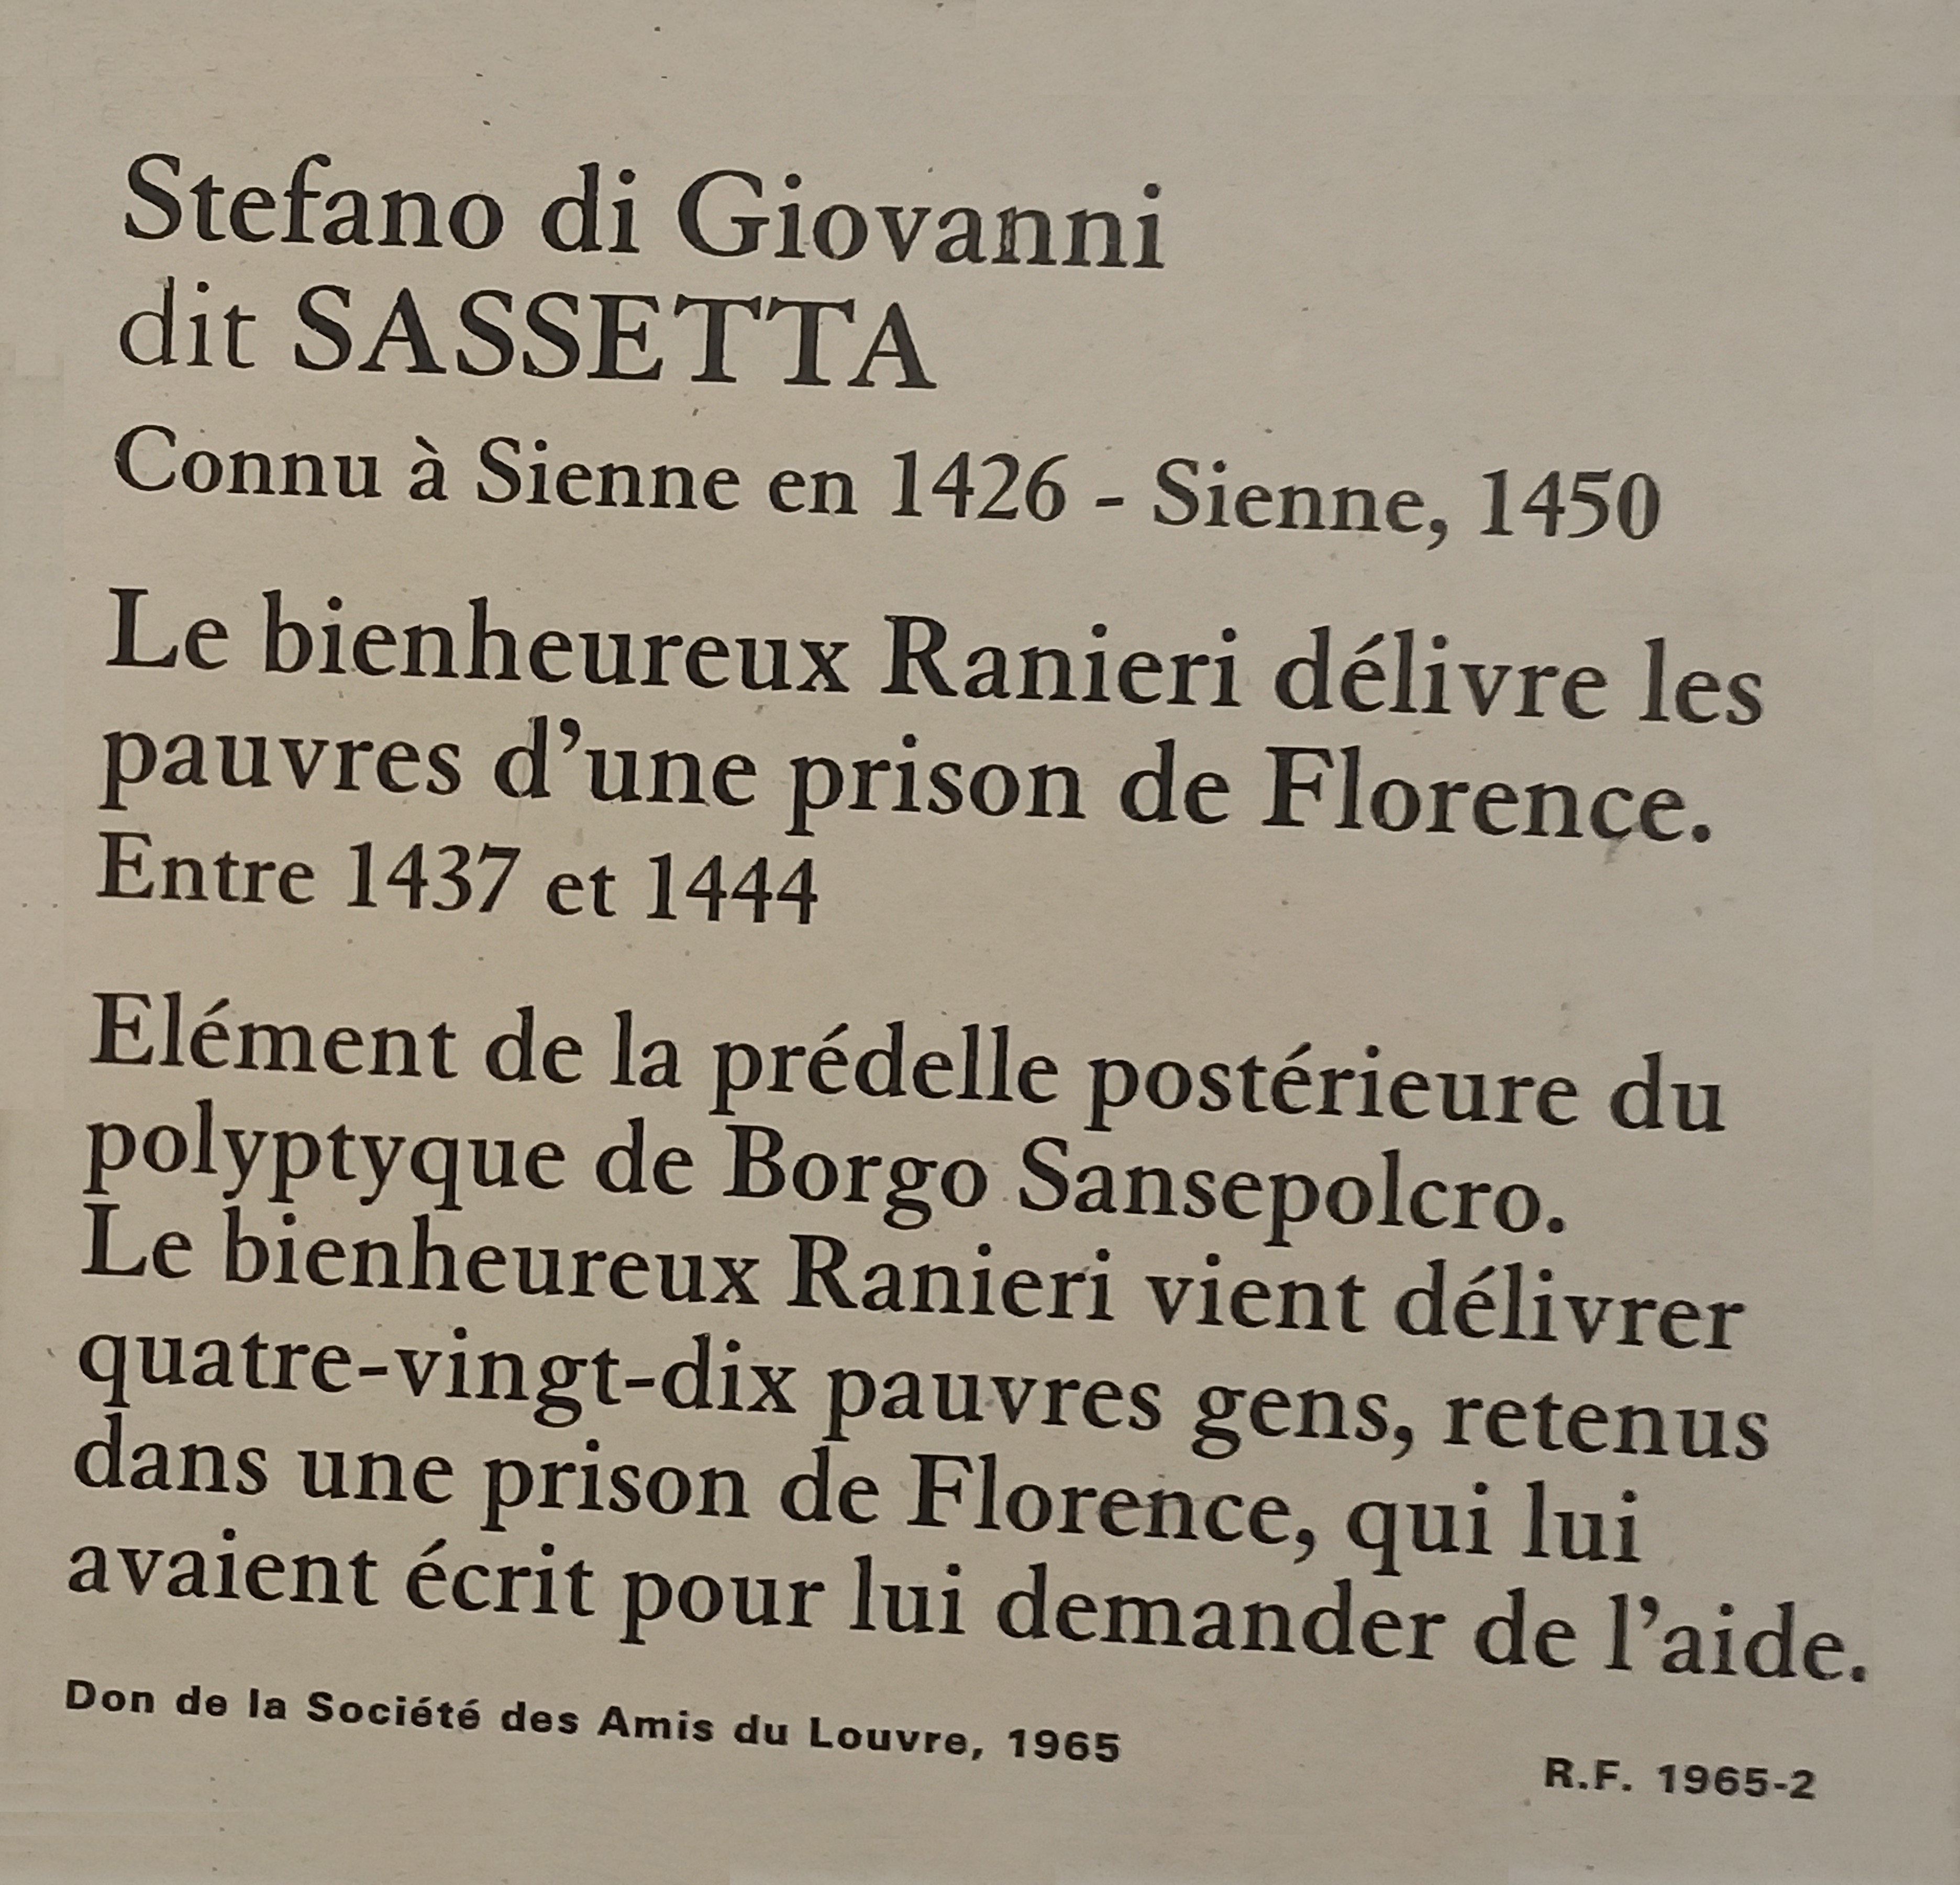 Stefano di Giovanni
dit SASSETTA
Connu à Sienne en 1426 - Sienne, 1450
Le bienheureux Ranieri délivre les
pauvres d’une prison de Florence.
Entre 1437 et 1444
Elément de la prédelle postérieure du
polyptyque de Borgo Sansepolcro.
Le bienheureux Ranieri vient délivrer
quatre-vingt-dix pauvres gens, retenus
dans une prison de Florence, qui lui
avaient écrit pour lui demander de l’aide.
Don de la Société des Amis du Louvre, 1965
R.F. 1965-2